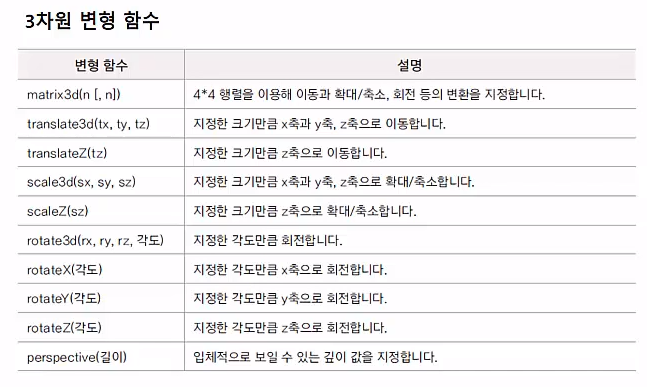 3차원 변형 함수
변형 함수 설명
matrix3d(n [, n]) 4*4 행렬을 이용해 이동과 확대/축소, 회전 등의 변환을 지정합니다.
translate3d(tx, ty, tz) 지정한 크기만큼 x축과 y축, z축으로 이동합니다.
translateZ(tz) 지정한 크기만큼 z축으로 이동합니다.
scale3d(sx, sy, sz) 지정한 크기만큼 x축과 y축, z축으로 확대/축소합니다.
scaleZ(sz) 지정한 크기만큼 z축으로 확대/축소합니다.
rotate3d(rx, ry, rz, 각도) 지정한 각도만큼 회전합니다.
rotateX(각도) 지정한 각도만큼 x축으로 회전합니다.
rotateY(각도) 지정한 각도만큼 y축으로 회전합니다.
rotateZ(각도) 지정한 각도만큼 z축으로 회전합니다.
perspective(길이) 입체적으로 보일 수 있는 깊이 값을 지정합니다.